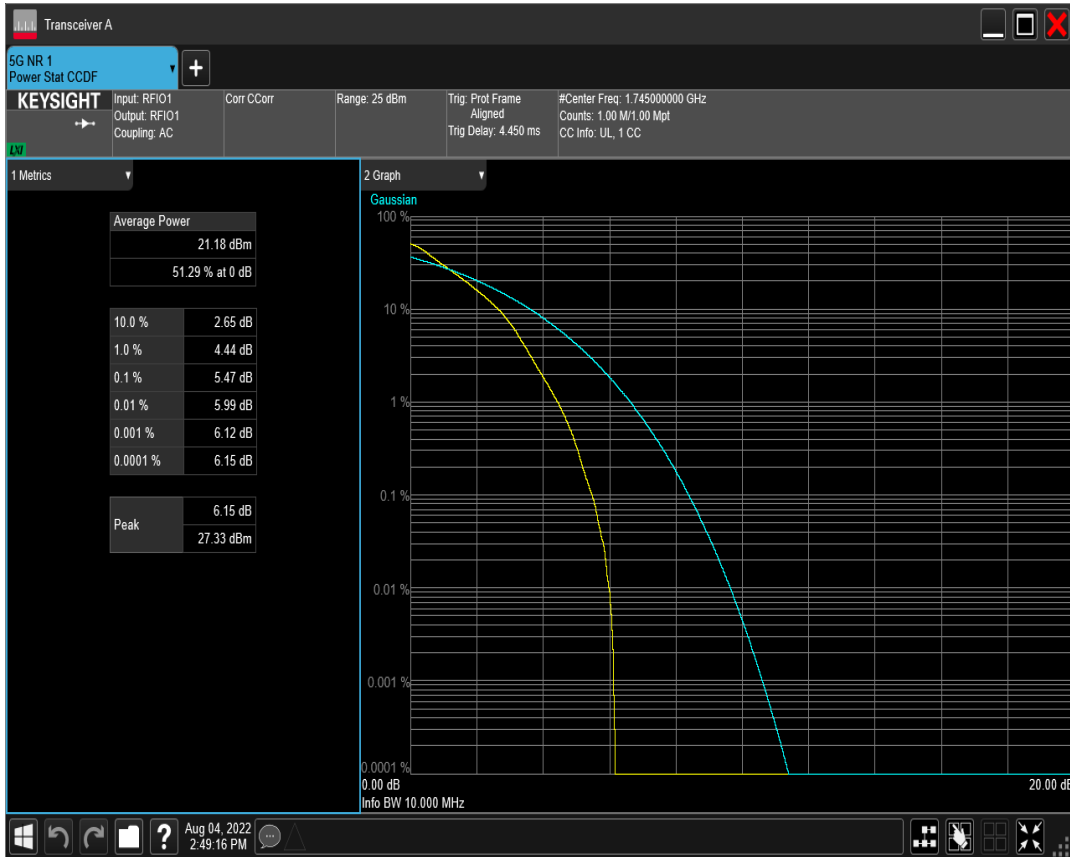 Transceiver A
5G NR 1
Power Stat CCDF
+
KEYSIGHT
LXI
Input: RFIO1
Output: RFIO1
Coupling: AC
Corr CCorr
Range: 25 dBm
Trig: Prot Frame
Aligned
Trig Delay: 4.450 ms
#Center Freq: 1.745000000 GHz
Counts: 1.00 M/1.00 Mpt
CC Info: UL, 1 CC
1 Metrics
Average Power
21.18 dBm
51.29 % at 0 dB
10.0 % 2.65 dB
1.0 % 4.44 dB
0.1 % 5.47 dB
0.01 % 5.99 dB
0.001 % 6.12 dB
0.0001 % 6.15 dB
Peak
6.15 dB
27.33 dBm
2 Graph
Gaussian
100 %
10 %
1 %
0.1 %
0.01 %
0.001 %
0.0001 %
0.00 dB 20.00 dB
Info BW 10.000 MHz
?
Aug 04, 2022
2:49:16 PM